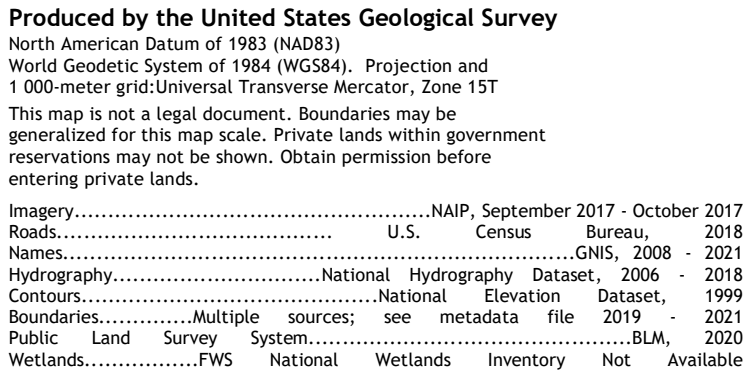 Produced by the United States Geological Survey
North American Datum of 1983 (NAD83)
World Geodetic System of 1984 (WGS84). Projection and
1 000-meter grid:Universal Transverse Mercator, Zone 15T
This map is not a legal document. Boundaries may be
generalized for this map scale. Private lands within government
reservations may not be shown. Obtain permission before
entering private lands.
Imagery.....................................................NAIP, September 2017 - October 2017
Roads......................................... U.S. Census Bureau, 2018
Names............................................................................GNIS, 2008 - 2021
Hydrography...............................National Hydrography Dataset, 2006 - 2018
Contours............................................National Elevation Dataset, 1999
Boundaries..............Multiple sources; see metadata file 2019 - 2021
Public Land Survey System................................................BLM, 2020
Wetlands.................FWS National Wetlands Inventory Not Available